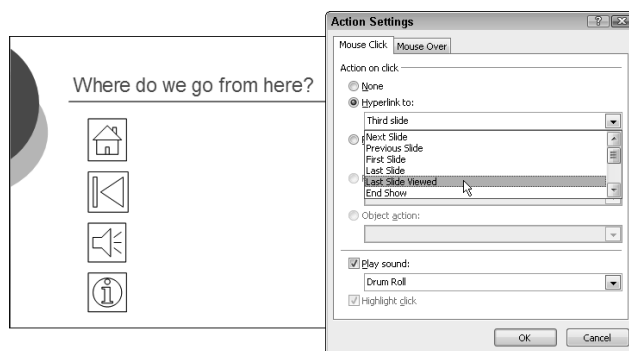 Where do we go from here?
Action Settings
Mouse Click
Mouse Over
Action on click
None
Hyperlink to:
Third slide
Next Slide
Previous Slide
First Slide
Last Slide
Last Slide Viewed
End Show
Object action:
Play sound:
Drum Roll
Highlight click
OK
Cancel